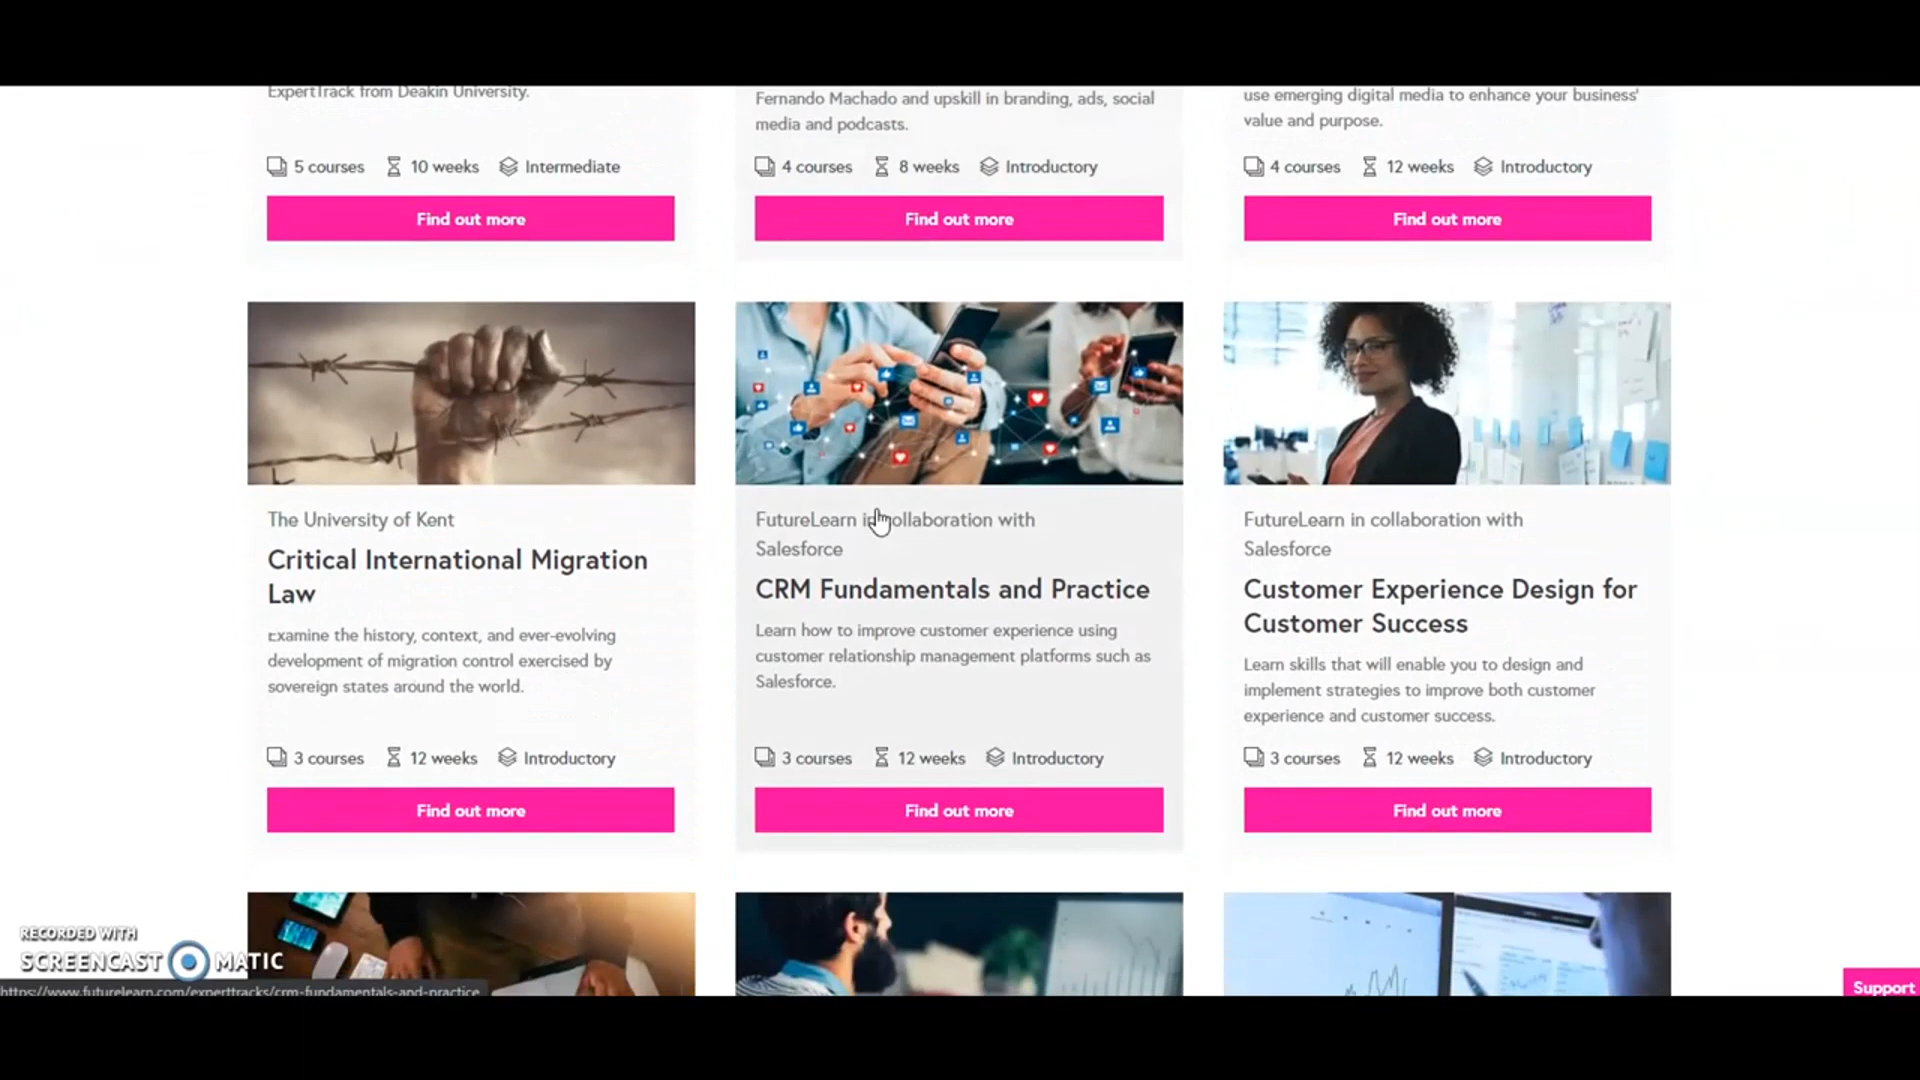 ExpertTrack from Deakin University.
5 courses 10 weeks Intermediate
Find out more
Fernando Machado and upskill in branding, ads, social
media and podcasts.
4 courses 8 weeks Introductory
Find out more
use emerging digital media to enhance your business'
value and purpose.
4 courses 12 weeks Introductory
Find out more
The University of Kent
Critical International Migration
Law
Examine the history, context, and ever-evolving
development of migration control exercised by
sovereign states around the world.
3 courses 12 weeks Introductory
Find out more
FutureLearn in collaboration with
Salesforce
CRM Fundamentals and Practice
Learn how to improve customer experience using
customer relationship management platforms such as
Salesforce.
3 courses 12 weeks Introductory
Find out more
FutureLearn in collaboration with
Salesforce
Customer Experience Design for
Customer Success
Learn skills that will enable you to design and
implement strategies to improve both customer
experience and customer success.
3 courses 12 weeks Introductory
Find out more
RECORDED WITH
SCREENCAST MATIC
https://www.futurelearn.com/experttracks/crm-fundamentals-and-practice
Support